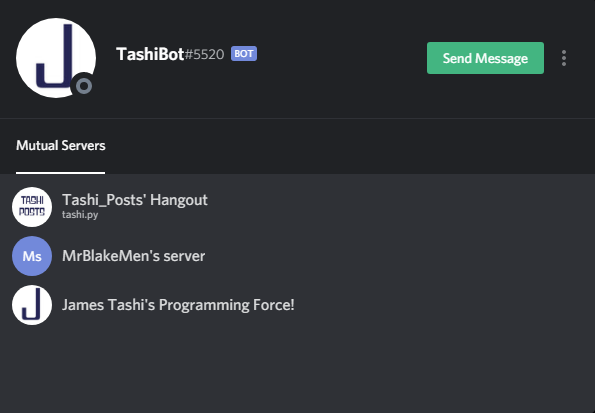 J
TashiBot#5520 BOT
Send Message
Mutual Servers
TASHI
POSTS
Tashi_Posts' Hangout
tashi.py
Ms
MrBlakeMen's server
J
James Tashi's Programming Force!